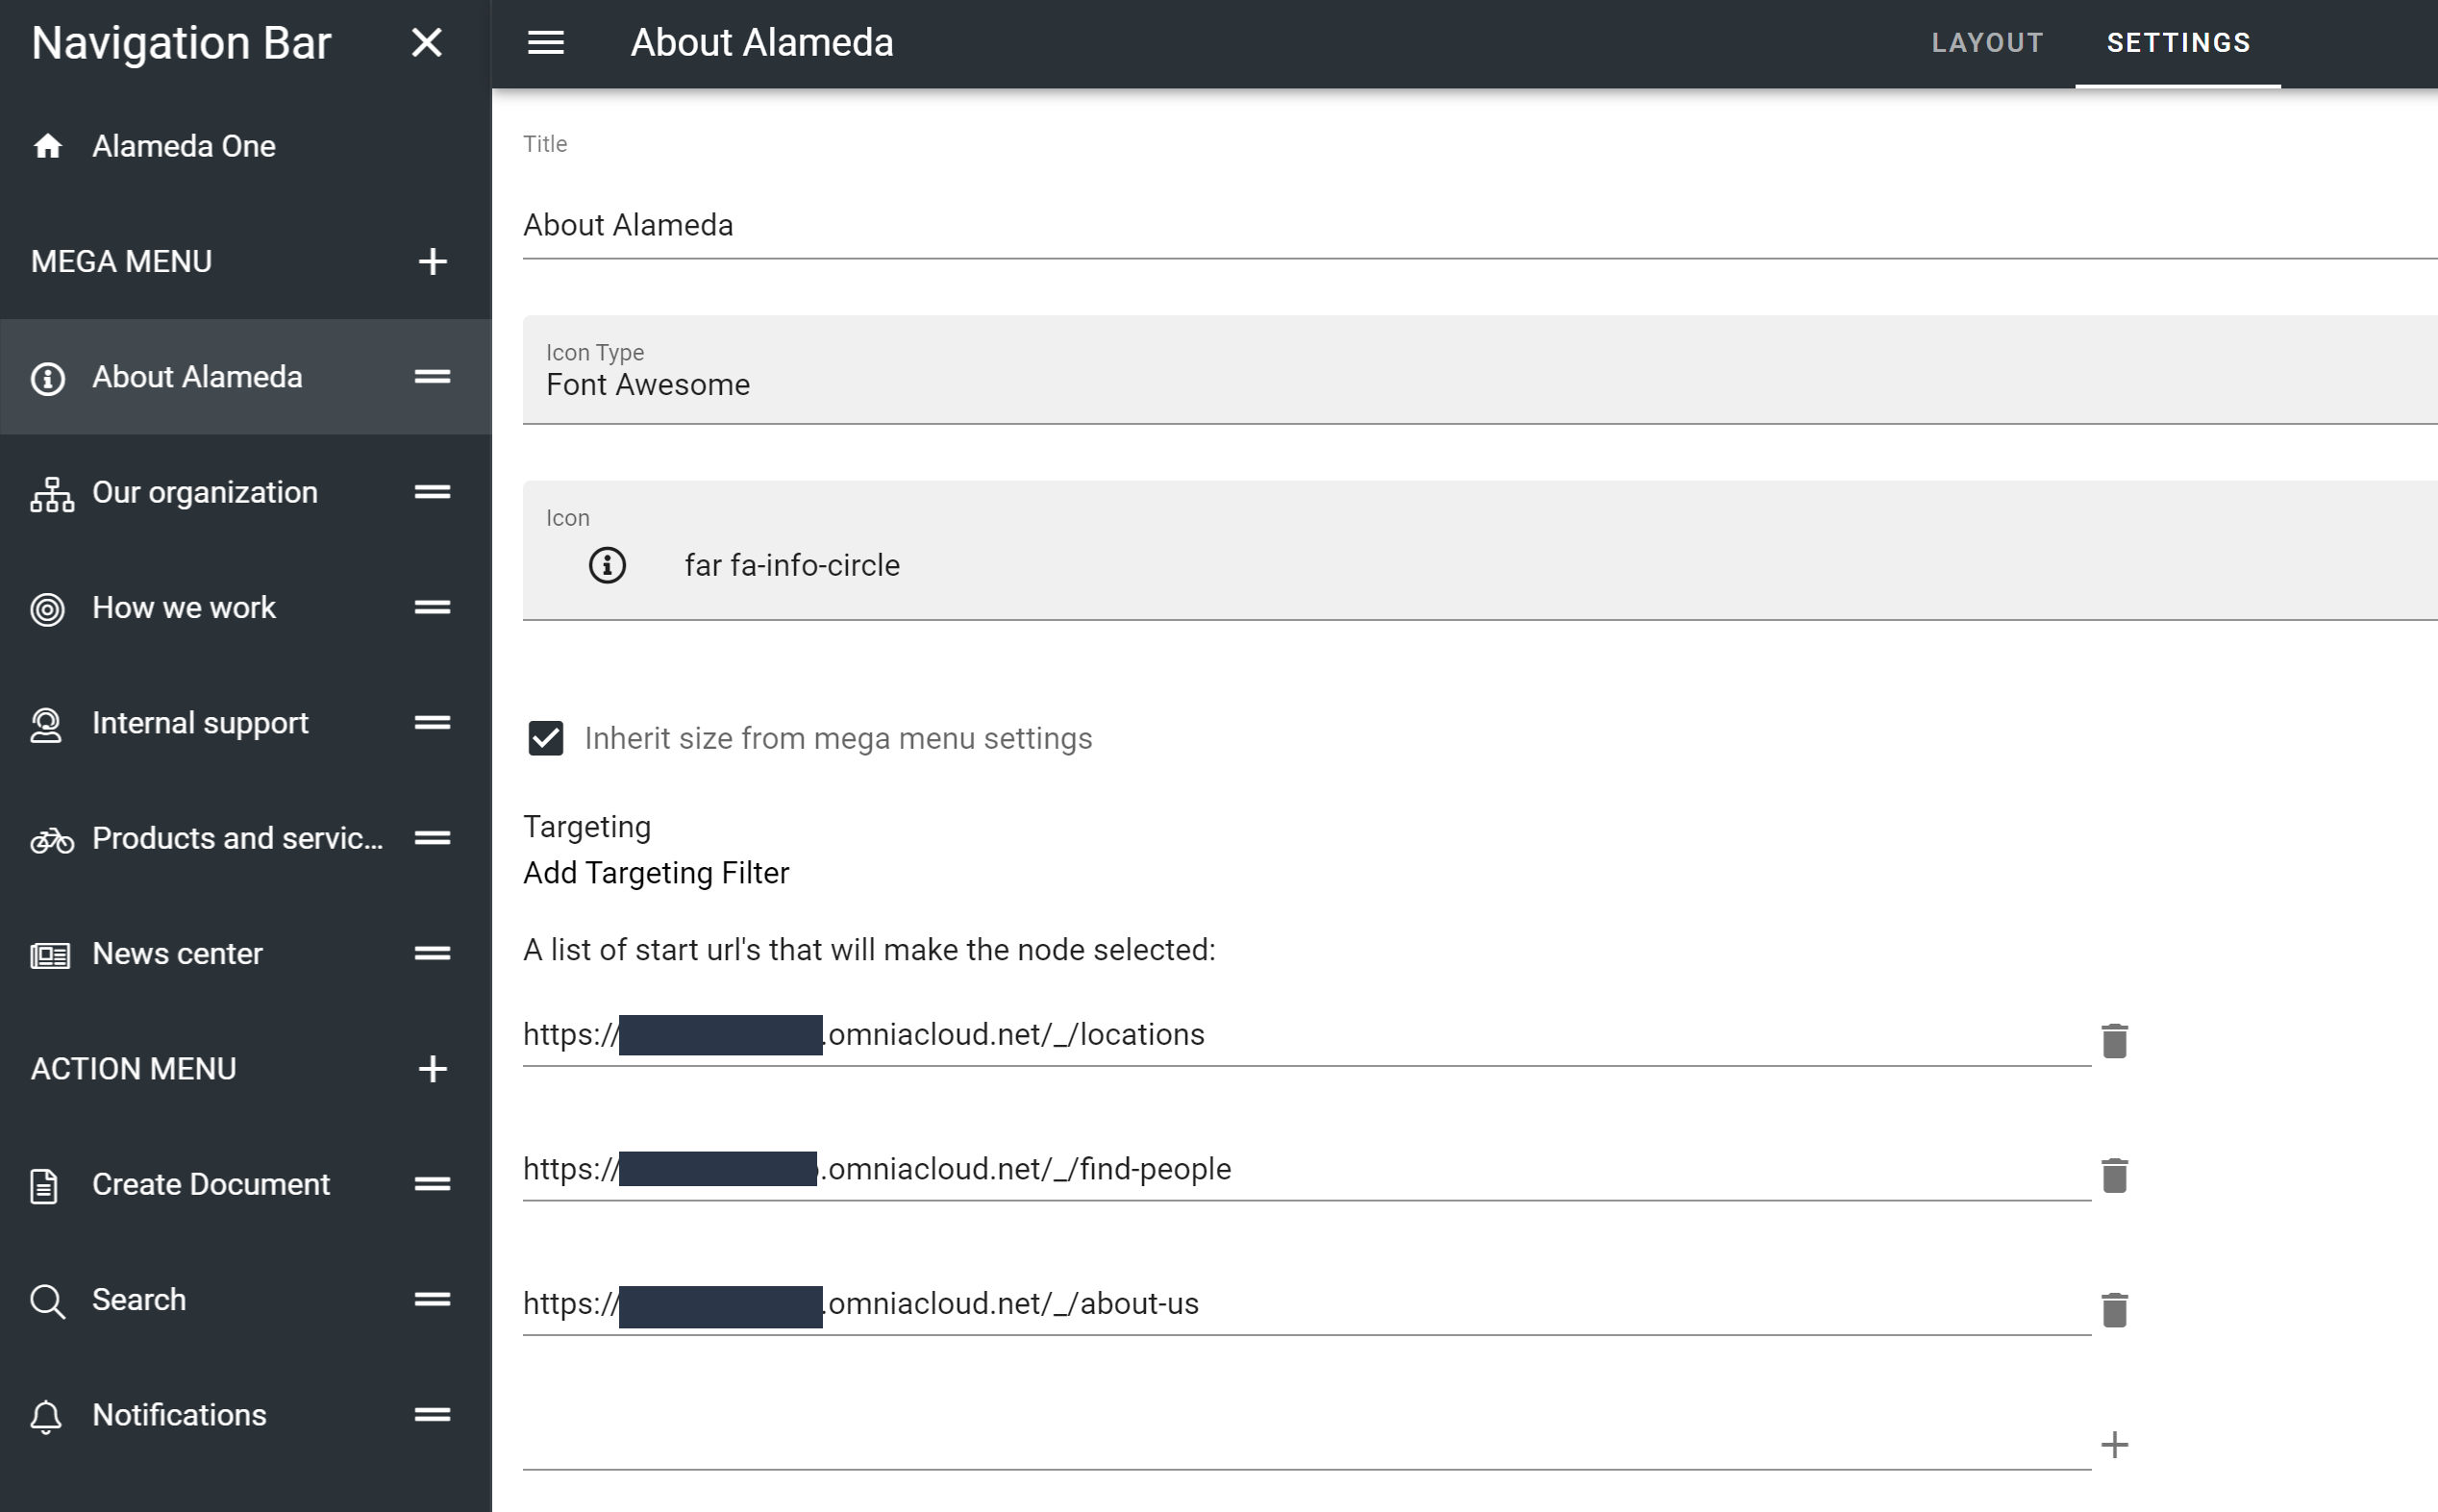 Navigation Bar
Alameda One
MEGA MENU
About Alameda
Our organization
How we work
Internal support
Products and servic...
News center
ACTION MENU
Create Document
Search
Notifications
About Alameda
LAYOUT
SETTINGS
Title
About Alameda
Icon Type
Font Awesome
Icon
far fa-info-circle
Inherit size from mega menu settings
Targeting
Add Targeting Filter
A list of start url's that will make the node selected:
https:// .omniacloud.net/_/locations
https:// .omniacloud.net/_/find-people
https:// .omniacloud.net/_/about-us